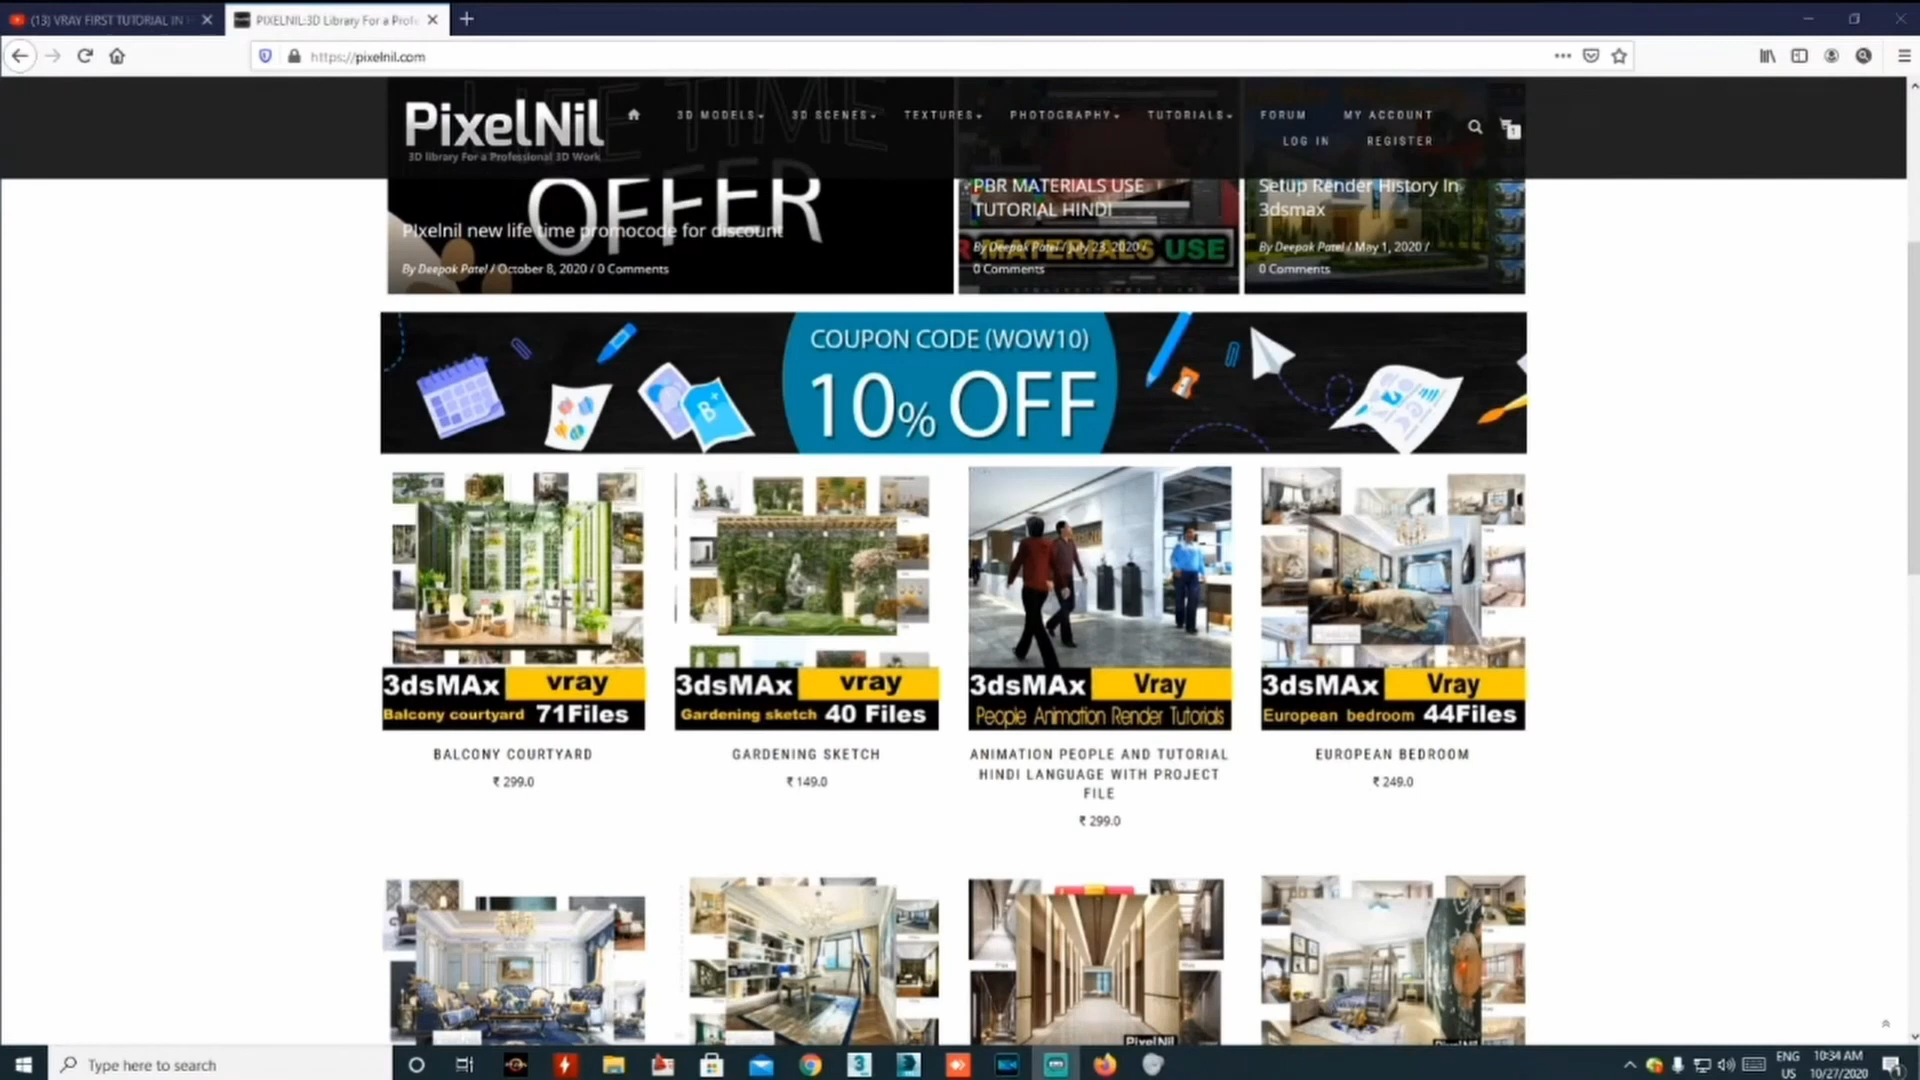 (13) VRAY FIRST TUTORIAL IN
PIXELNIL:3D Library For a Profe
https://pixelnil.com
PixelNil
3D library For a Professional 3D Work
3D MODELS
3D SCENES
TEXTURES
PHOTOGRAPHY
TUTORIALS
FORUM
MY ACCOUNT
LOG IN
REGISTER
1
LIFE TIME
OFFER
Pixelnil new life time promocode for discount
By Deepak Patel / October 8, 2020 / 0 Comments
PBR MATERIALS USE
TUTORIAL HINDI
R MATERIALS USE
By Deepak Patel / July 23, 2020 /
0 Comments
Setup Render History In
3dsmax
By Deepak Patel / May 1, 2020 /
0 Comments
COUPON CODE (WOW10)
10% OFF
B+
3dsMAx vray
Balcony courtyard 71Files
3dsMAx vray
Gardening sketch 40 Files
3dsMAx Vray
People Animation Render Tutorials
3dsMAx Vray
European bedroom 44Files
BALCONY COURTYARD
₹ 299.0
GARDENING SKETCH
₹ 149.0
ANIMATION PEOPLE AND TUTORIAL
HINDI LANGUAGE WITH PROJECT
FILE
₹ 299.0
EUROPEAN BEDROOM
₹ 249.0
PixelNil
Type here to search
ENG
US
10:34 AM
10/27/2020